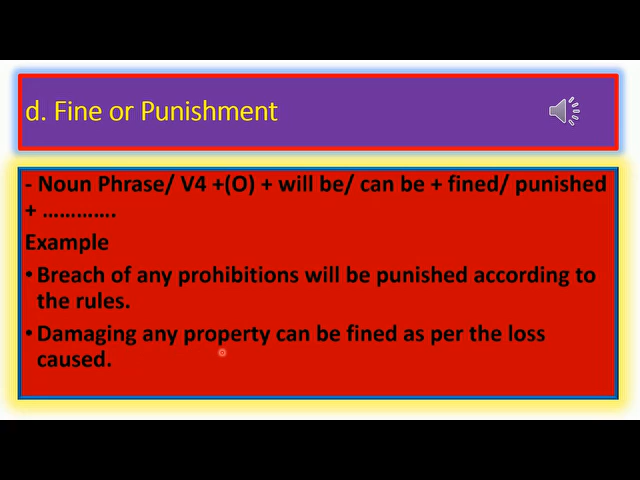 d. Fine or Punishment
- Noun Phrase/ V4 +(O) + will be/ can be + fined/ punished
+ ………….
Example
• Breach of any prohibitions will be punished according to
the rules.
• Damaging any property can be fined as per the loss
caused.